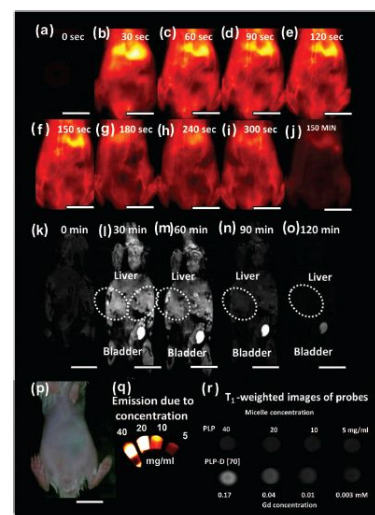 (a) 0 sec (b) 30 sec (c) 60 sec (d) 90 sec (e) 120 sec
(f) 150 sec (g) 180 sec (h) 240 sec (i) 300 sec (j) 150 MIN
(k) 0 min (l) 30 min (m) 60 min (n) 90 min (o) 120 min
Liver Liver Liver
Bladder Bladder Bladder
(p) (q) (r)
Emission due to concentration
40 20 10 5
mg/ml
T1-weighted images of probes
Micelle concentration
PLP 40 20 10 5 mg/ml
PLP-D [70]
0.17 0.04 0.01 0.003 mM
Gd concentration